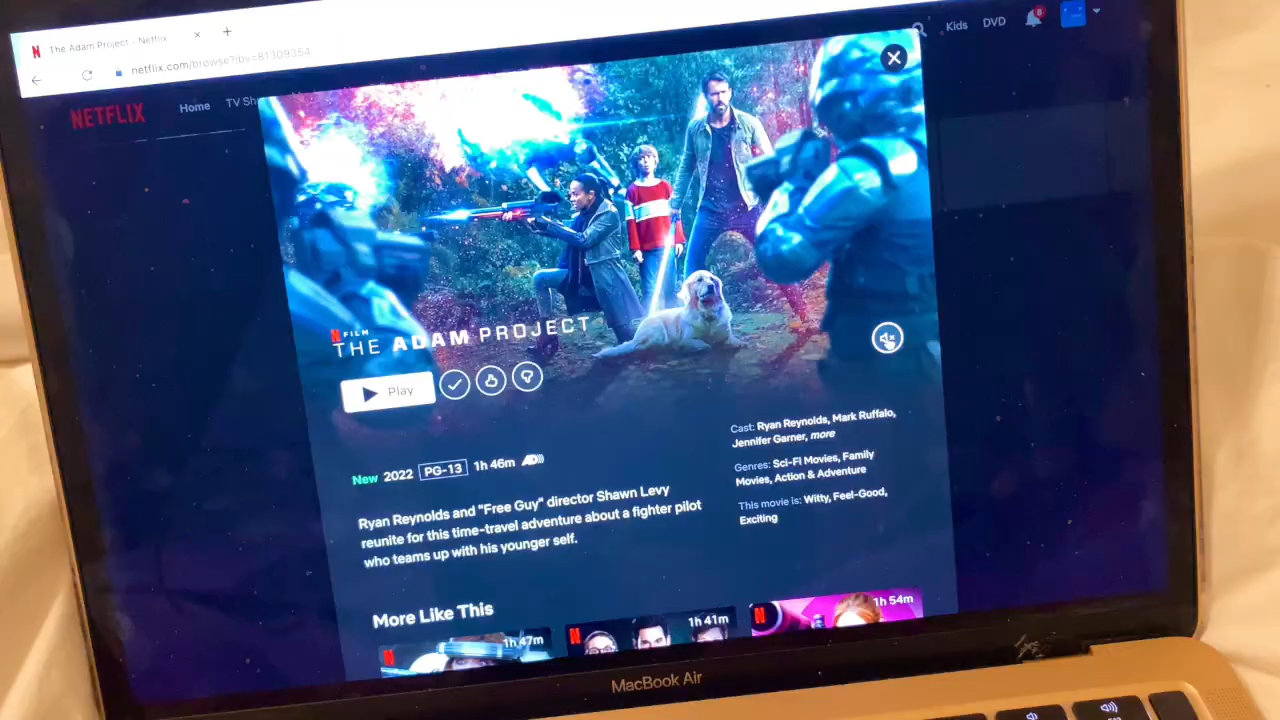 The Adam Project - Netflix
netflix.com/browse?jbv=81309354
NETFLIX
Home
TV Sh
Kids
DVD
8
N FILM
THE ADAM PROJECT
Play
New 2022 PG-13 1h 46m AD
Ryan Reynolds and "Free Guy" director Shawn Levy
reunite for this time-travel adventure about a fighter pilot
who teams up with his younger self.
Cast: Ryan Reynolds, Mark Ruffalo,
Jennifer Garner, more
Genres: Sci-Fi Movies, Family
Movies, Action & Adventure
This movie is: Witty, Feel-Good,
Exciting
More Like This
1h 47m
1h 41m
1h 54m
MacBook Air